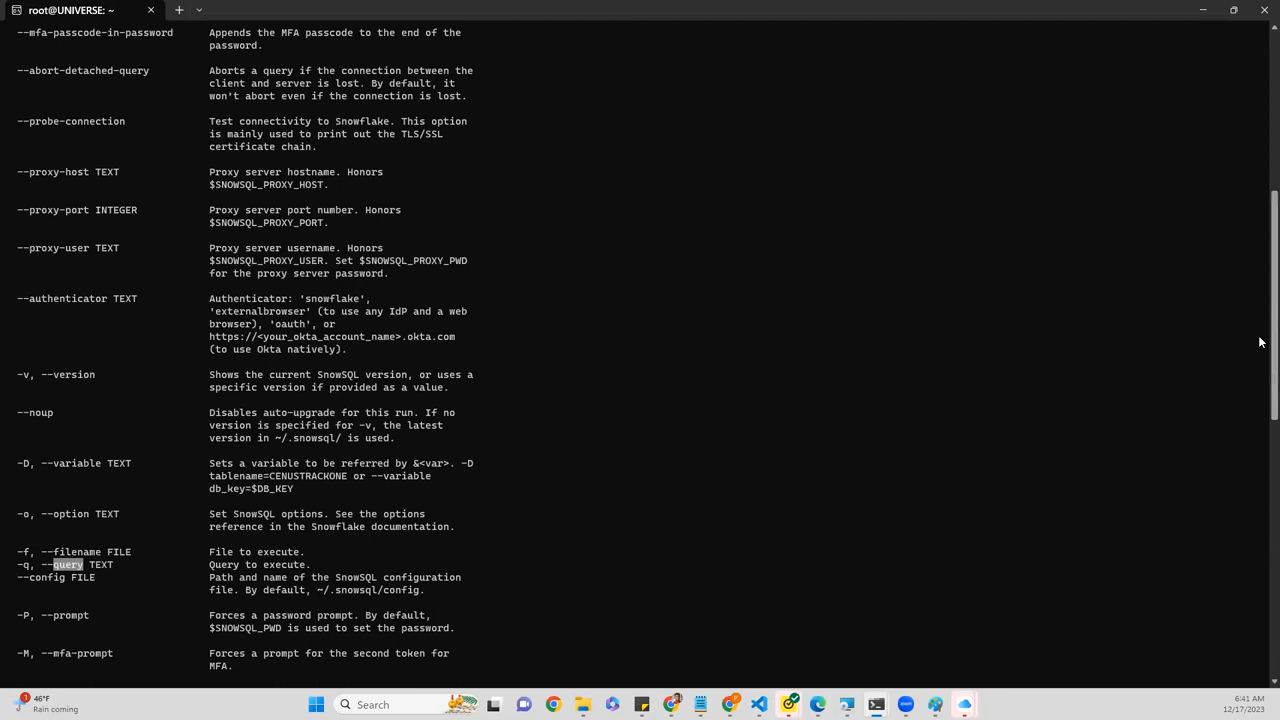 root@UNIVERSE: ~
--mfa-passcode-in-password Appends the MFA passcode to the end of the
password.
--abort-detached-query Aborts a query if the connection between the
client and server is lost. By default, it
won't abort even if the connection is lost.
--probe-connection Test connectivity to Snowflake. This option
is mainly used to print out the TLS/SSL
certificate chain.
--proxy-host TEXT Proxy server hostname. Honors
$SNOWSQL_PROXY_HOST.
--proxy-port INTEGER Proxy server port number. Honors
$SNOWSQL_PROXY_PORT.
--proxy-user TEXT Proxy server username. Honors
$SNOWSQL_PROXY_USER. Set $SNOWSQL_PROXY_PWD
for the proxy server password.
--authenticator TEXT Authenticator: 'snowflake',
'externalbrowser' (to use any IdP and a web
browser), 'oauth', or
https://<your_okta_account_name>.okta.com
(to use Okta natively).
-v, --version Shows the current SnowSQL version, or uses a
specific version if provided as a value.
--noup Disables auto-upgrade for this run. If no
version is specified for -v, the latest
version in ~/.snowsql/ is used.
-D, --variable TEXT Sets a variable to be referred by &<var>. -D
tablename=CENUSTRACKONE or --variable
db_key=$DB_KEY
-o, --option TEXT Set SnowSQL options. See the options
reference in the Snowflake documentation.
-f, --filename FILE File to execute.
-q, --query TEXT Query to execute.
--config FILE Path and name of the SnowSQL configuration
file. By default, ~/.snowsql/config.
-P, --prompt Forces a password prompt. By default,
$SNOWSQL_PWD is used to set the password.
-M, --mfa-prompt Forces a prompt for the second token for
MFA.
1
46°F
Rain coming
Search
zoom
6:41 AM
12/17/2023